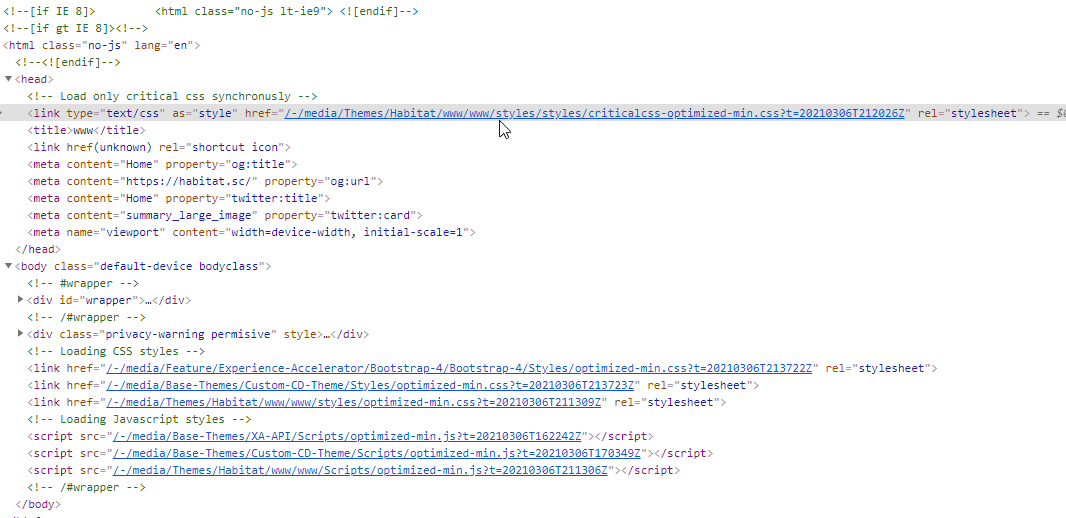 <!--[if IE 8]> <html class="no-js lt-ie9"> <![endif]-->
<!--[if gt IE 8]><!-->
<html class="no-js" lang="en">
<!--<![endif]-->
<head>
<!-- Load only critical css synchronusly -->
<link type="text/css" as="style" href="/-/media/Themes/Habitat/www/www/styles/styles/criticalcss-optimized-min.css?t=20210306T212026Z" rel="stylesheet"> ==
<title>www</title>
<link href(unknown) rel="shortcut icon">
<meta content="Home" property="og:title">
<meta content="https://habitat.sc/" property="og:url">
<meta content="Home" property="twitter:title">
<meta content="summary_large_image" property="twitter:card">
<meta name="viewport" content="width=device-width, initial-scale=1">
</head>
<body class="default-device bodyclass">
<!-- #wrapper -->
<div id="wrapper">…</div>
<!-- /#wrapper -->
<div class="privacy-warning permisive" style>…</div>
<!-- Loading CSS styles -->
<link href="/-/media/Feature/Experience-Accelerator/Bootstrap-4/Bootstrap-4/Styles/optimized-min.css?t=20210306T213722Z" rel="stylesheet">
<link href="/-/media/Base-Themes/Custom-CD-Theme/Styles/optimized-min.css?t=20210306T213723Z" rel="stylesheet">
<link href="/-/media/Themes/Habitat/www/www/styles/optimized-min.css?t=20210306T211309Z" rel="stylesheet">
<!-- Loading Javascript styles -->
<script src="/-/media/Base-Themes/XA-API/Scripts/optimized-min.js?t=20210306T162242Z"></script>
<script src="/-/media/Base-Themes/Custom-CD-Theme/Scripts/optimized-min.js?t=20210306T170349Z"></script>
<script src="/-/media/Themes/Habitat/www/www/Scripts/optimized-min.js?t=20210306T211306Z"></script>
<!-- /#wrapper -->
</body>